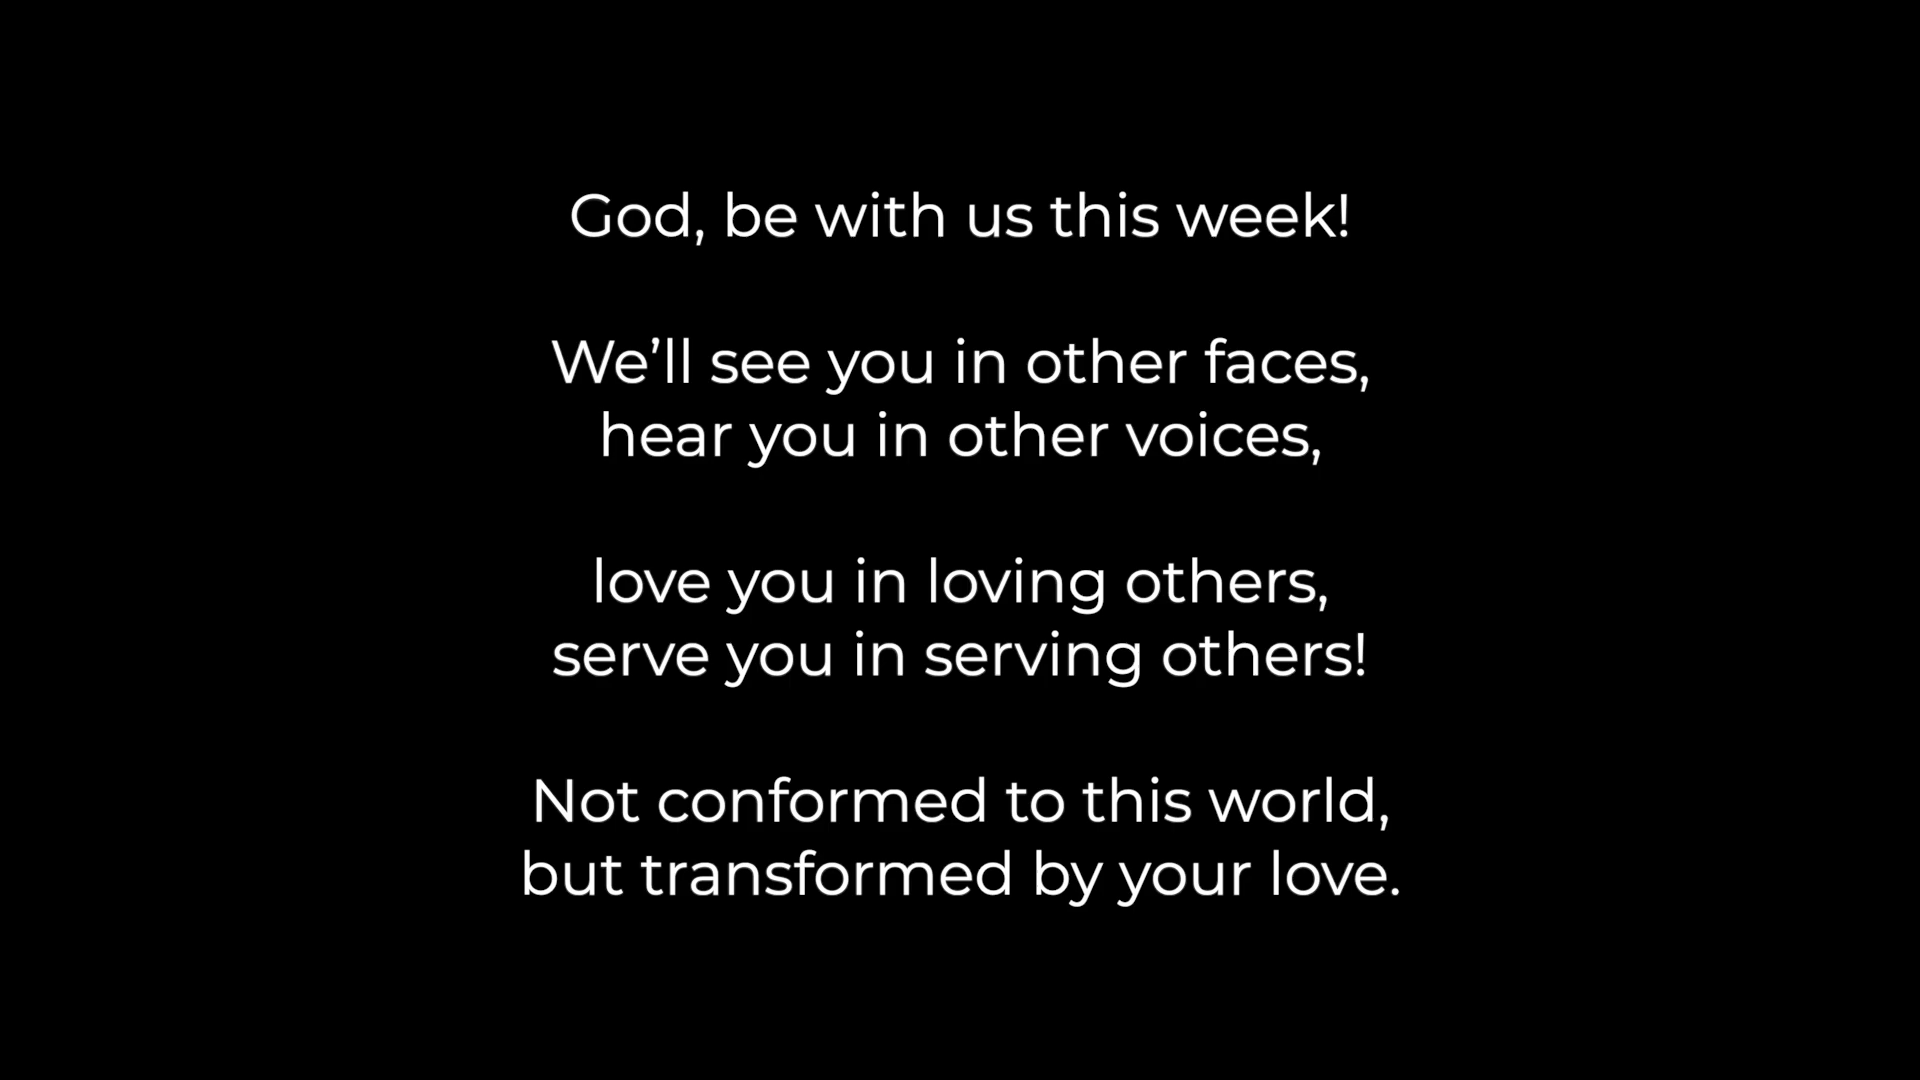 God, be with us this week!
We’ll see you in other faces,
hear you in other voices,
love you in loving others,
serve you in serving others!
Not conformed to this world,
but transformed by your love.